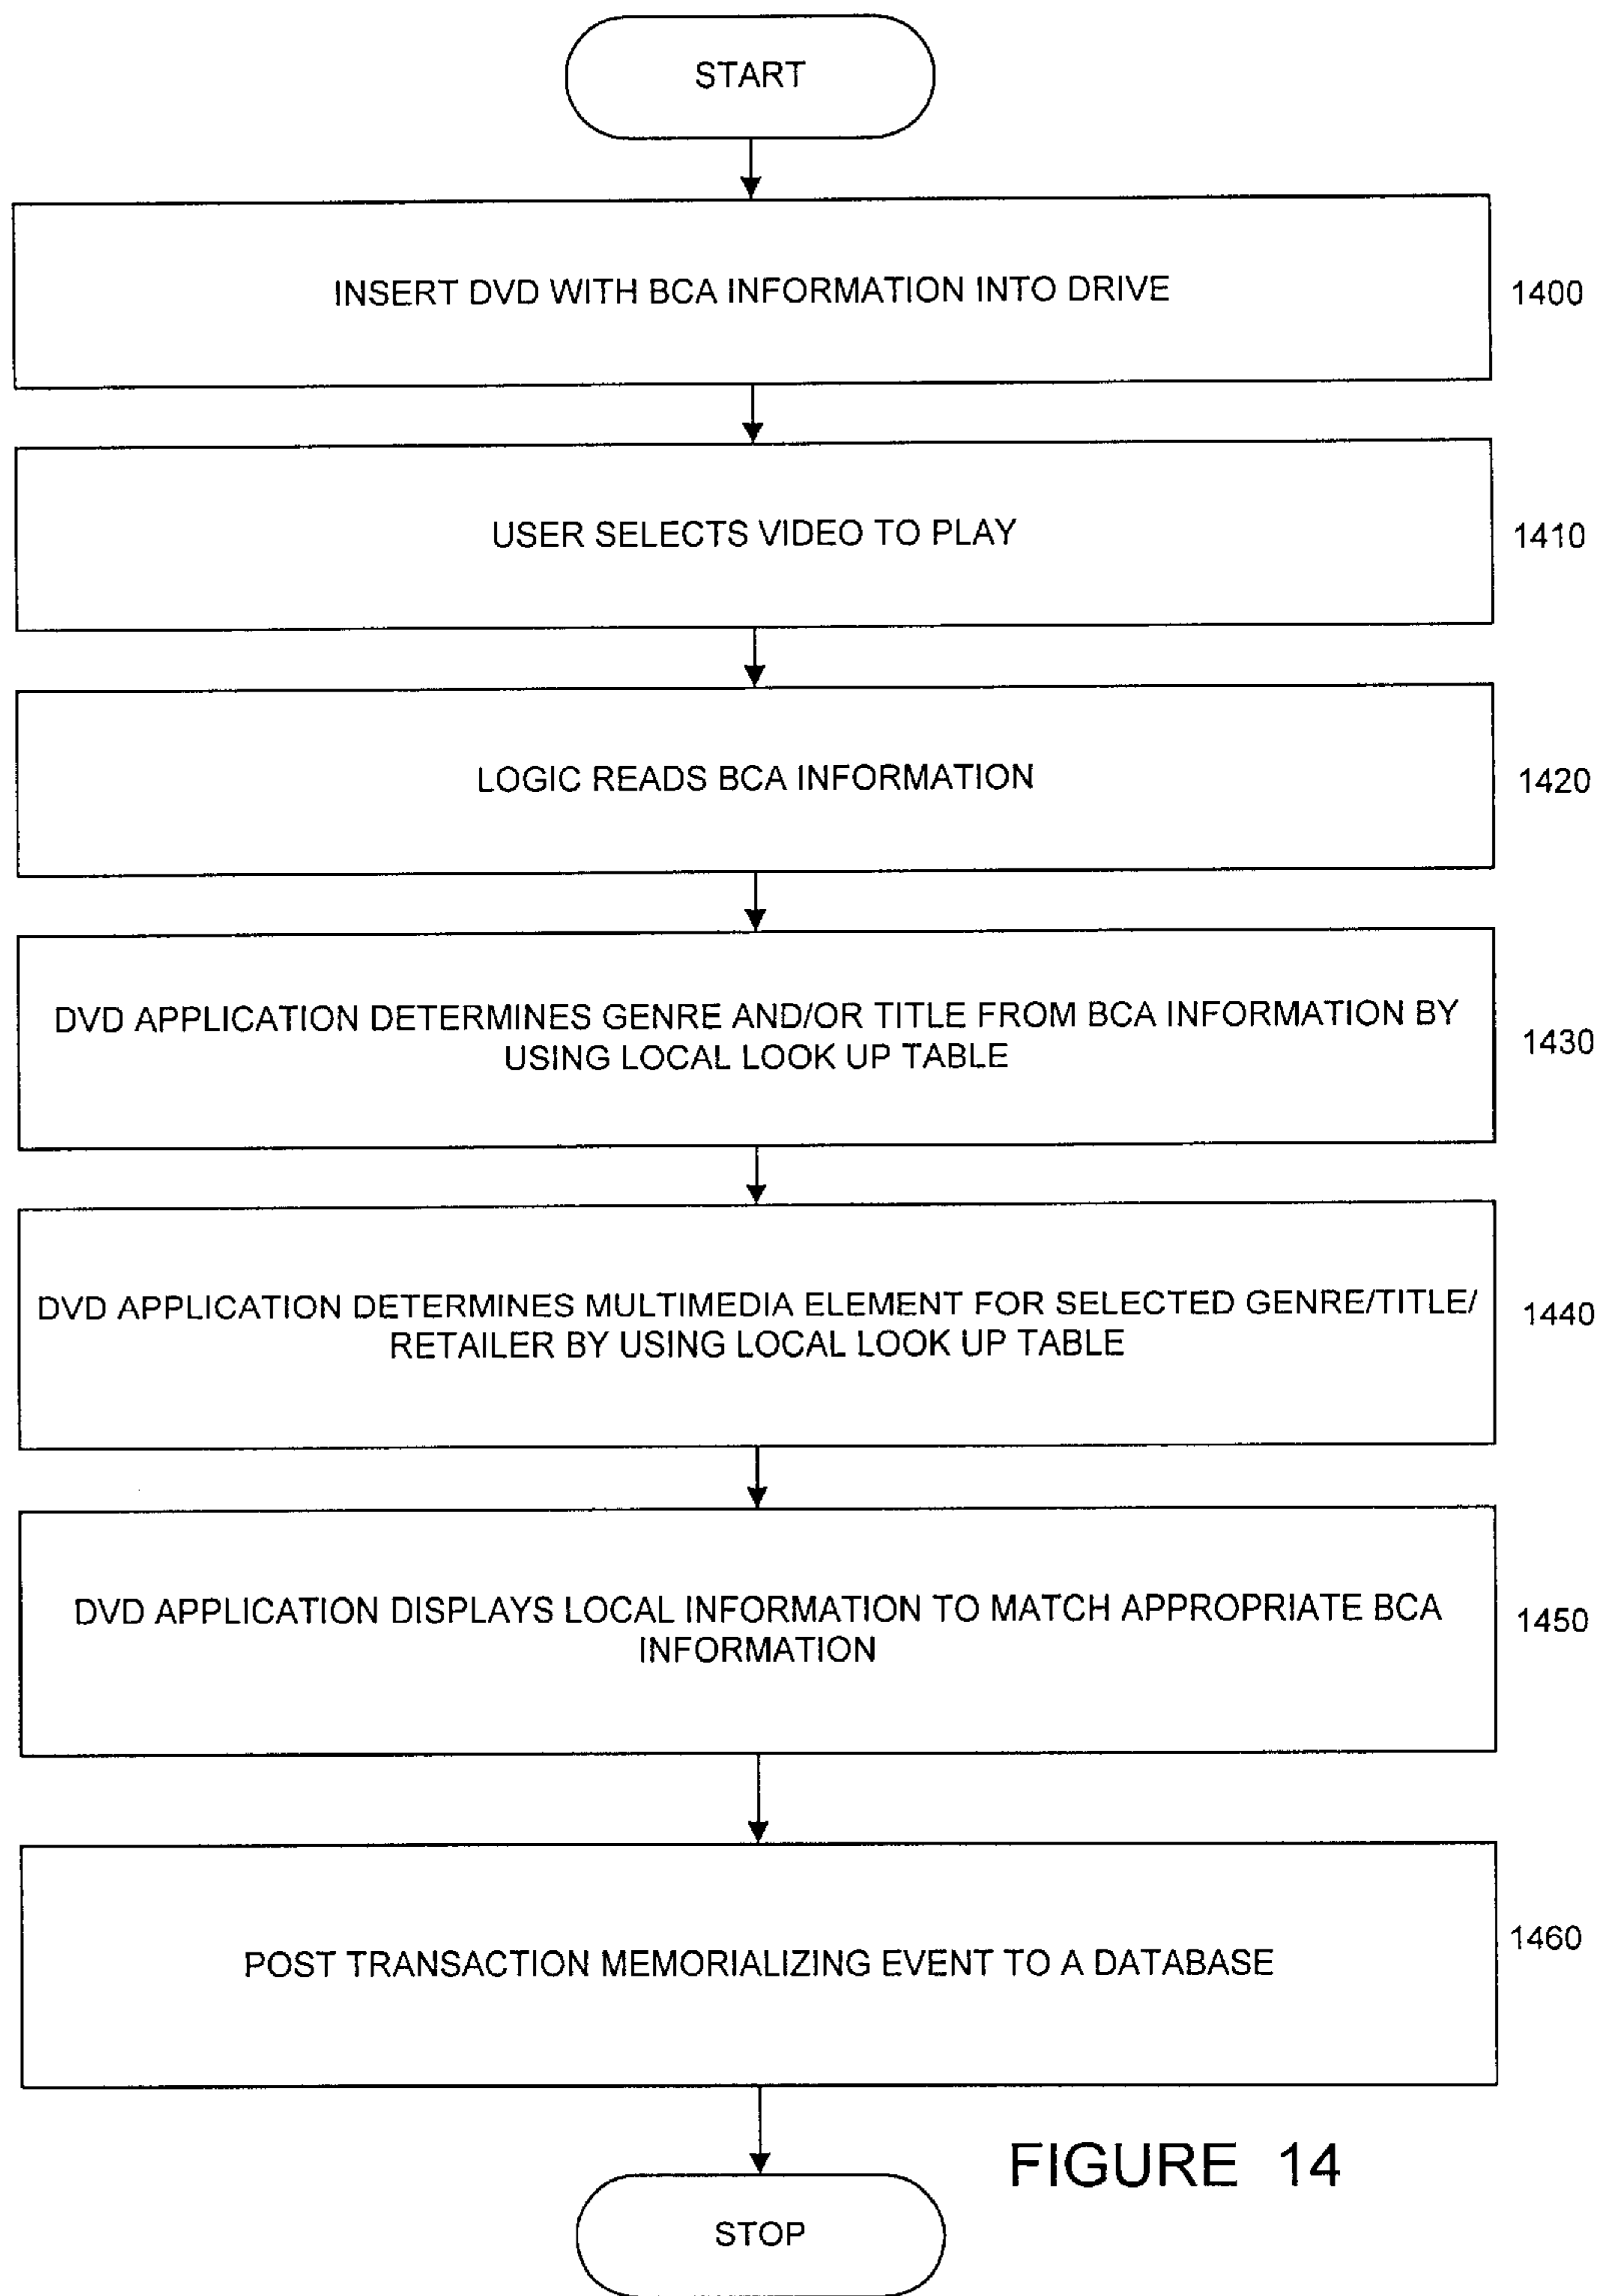 START
INSERT DVD WITH BCA INFORMATION INTO DRIVE
1400
USER SELECTS VIDEO TO PLAY
1410
LOGIC READS BCA INFORMATION
1420
DVD APPLICATION DETERMINES GENRE AND/OR TITLE FROM BCA INFORMATION BY
USING LOCAL LOOK UP TABLE
1430
DVD APPLICATION DETERMINES MULTIMEDIA ELEMENT FOR SELECTED GENRE/TITLE/
RETAILER BY USING LOCAL LOOK UP TABLE
1440
DVD APPLICATION DISPLAYS LOCAL INFORMATION TO MATCH APPROPRIATE BCA
INFORMATION
1450
POST TRANSACTION MEMORIALIZING EVENT TO A DATABASE
1460
FIGURE 14
STOP